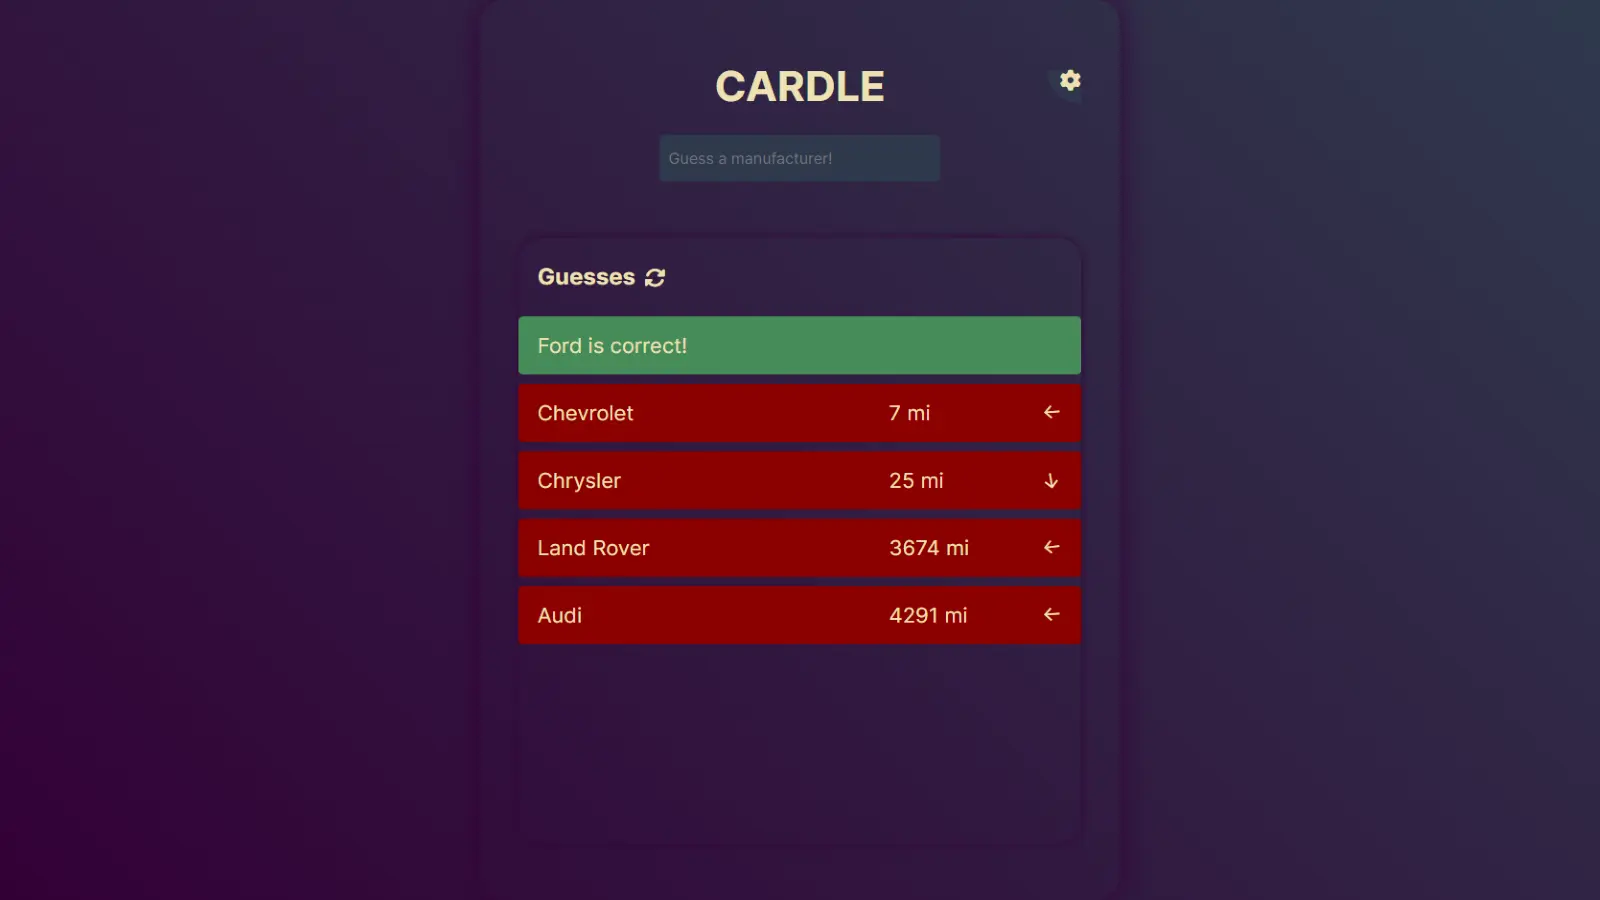 CARDLE
Guess a manufacturer!
Guesses
Ford is correct!
Chevrolet 7 mi ←
Chrysler 25 mi ↓
Land Rover 3674 mi ←
Audi 4291 mi ←